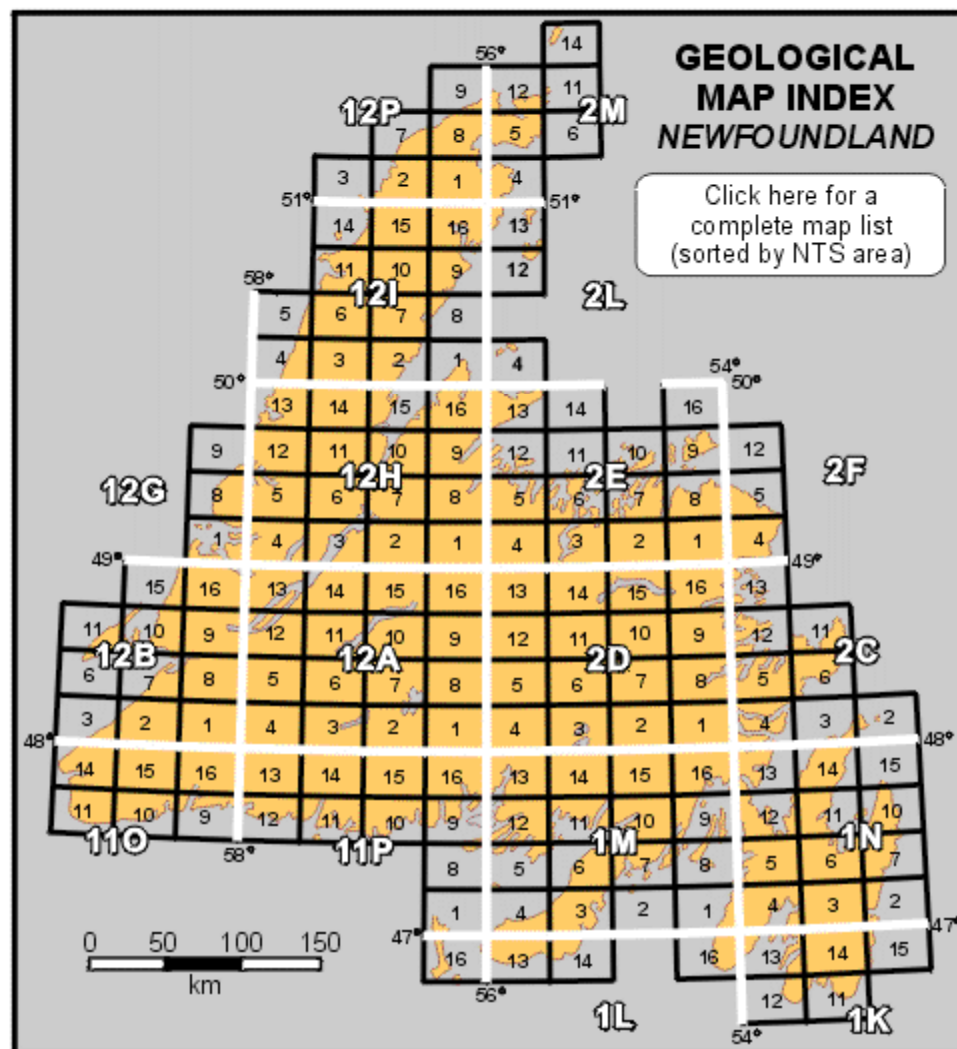 GEOLOGICAL
MAP INDEX
NEWFOUNDLAND
Click here for a
complete map list
(sorted by NTS area)
14
56°
9 12 11
12P 2M
7 8 5 6
3 2 1 4
51° 51°
14 15 16 13
11 10 9 12
58° 12I 2L
5 6 7 8
4 3 2 1 4
54°
50° 50°
13 14 15 16 13 14 16
9 12 11 10 9 12 11 10 9 12
12G 12H 2E 2F
8 5 6 7 8 5 6 7 8 5
1 4 3 2 1 4 3 2 1 4
49° 49°
15 16 13 14 15 16 13 14 15 16 13
11 10 9 12 11 10 9 12 11 10 9 12 11
12B 12A 2D 2C
6 7 8 5 6 7 8 5 6 7 8 5 6
3 2 1 4 3 2 1 4 3 2 1 4 3 2
48° 48°
14 15 16 13 14 15 16 13 14 15 16 13 14 15
11 10 9 12 11 10 9 12 11 10 9 12 11 10
11O 11P 1M 1N
58°
8 5 6 7 8 5 6 7
1 4 3 2 1 4 3 2
47° 47°
16 13 14 16 13 14 15
0 50 100 150
km
56°
12 11
1L 1K
54°